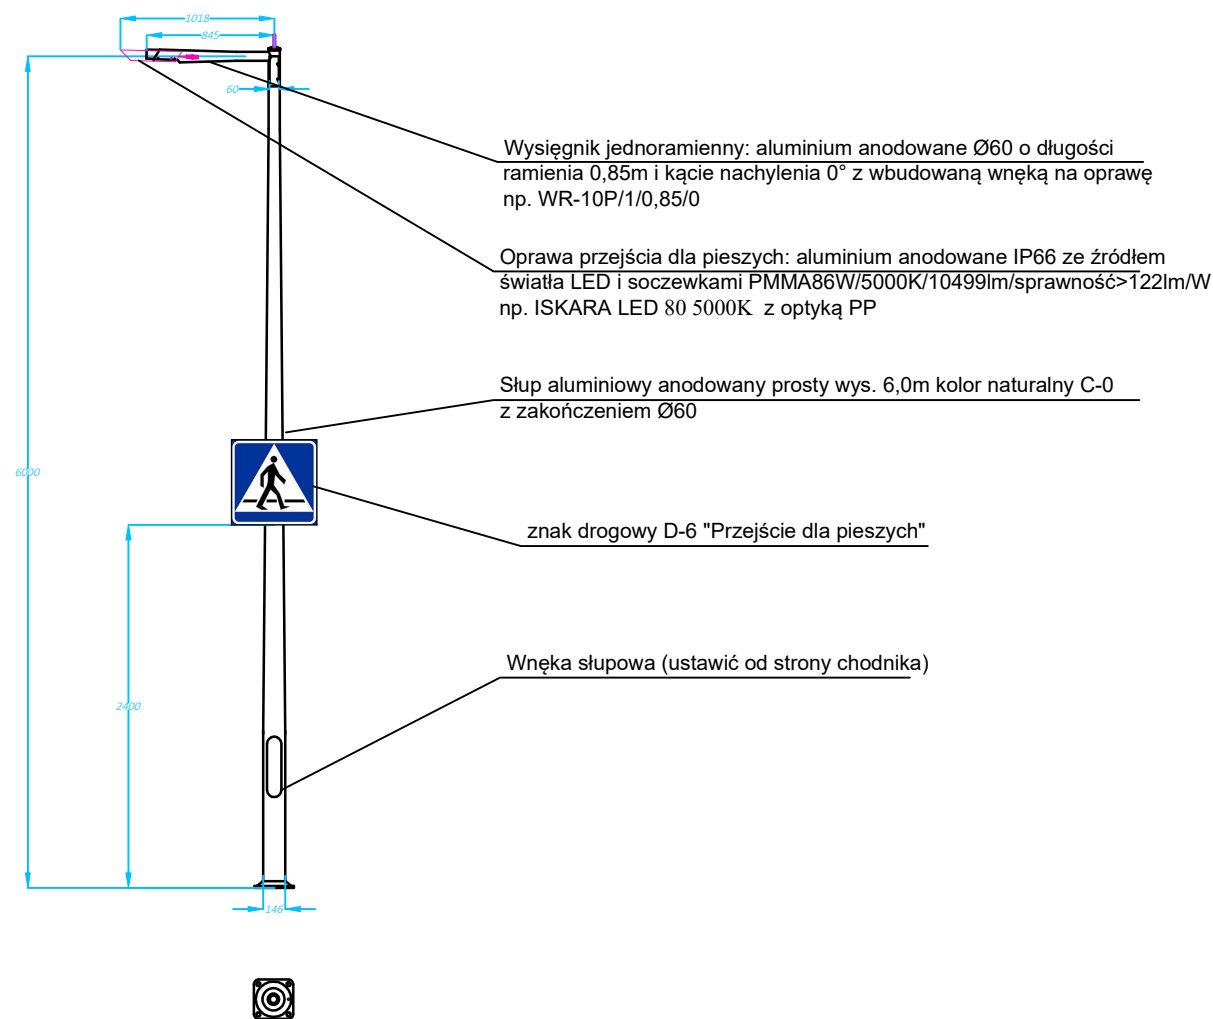 1018
845
60
Wysięgnik jednoramienny: aluminium anodowane Ø60 o długości
ramienia 0,85m i kącie nachylenia 0° z wbudowaną wnęką na oprawę
np. WR-10P/1/0,85/0
Oprawa przejścia dla pieszych: aluminium anodowane IP66 ze źródłem
światła LED i soczewkami PMMA86W/5000K/10499lm/sprawność>122lm/W
np. ISKARA LED 80 5000K z optyką PP
Słup aluminiowy anodowany prosty wys. 6,0m kolor naturalny C-0
z zakończeniem Ø60
6000
znak drogowy D-6 "Przejście dla pieszych"
Wnęka słupowa (ustawić od strony chodnika)
2400
146